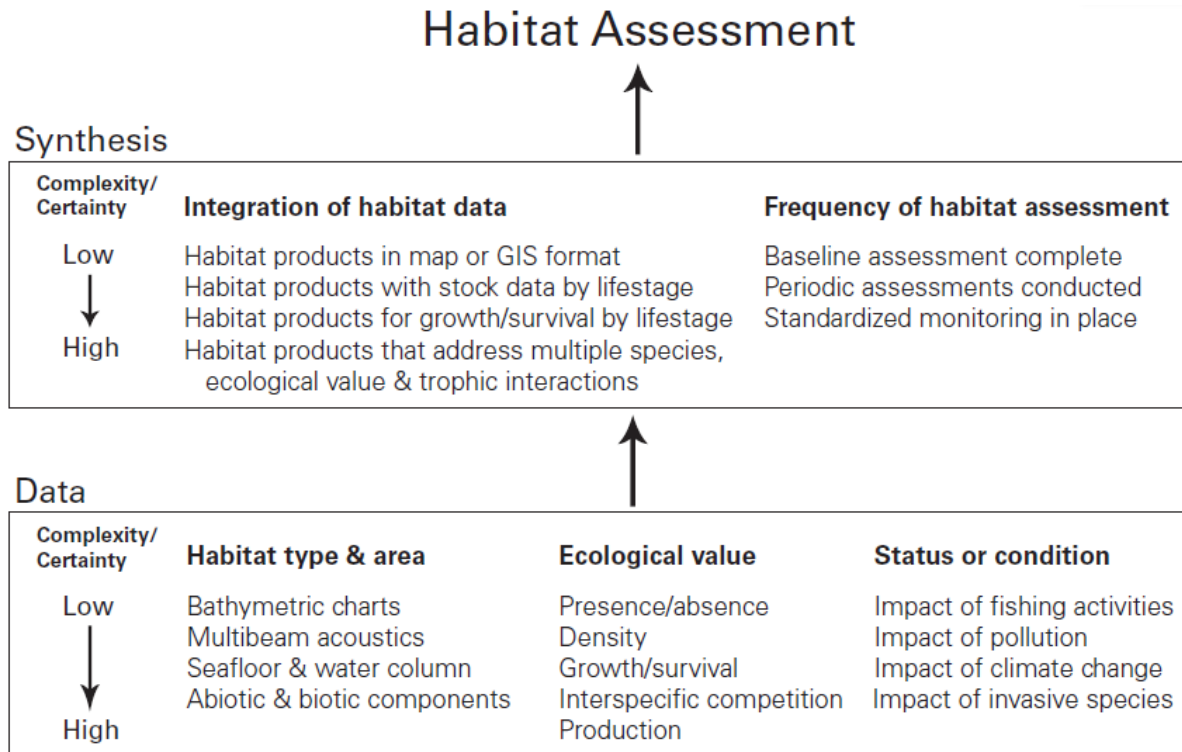 Habitat Assessment
Synthesis
Complexity/
Certainty
Low
High
Integration of habitat data
Habitat products in map or GIS format
Habitat products with stock data by lifestage
Habitat products for growth/survival by lifestage
Habitat products that address multiple species,
ecological value & trophic interactions
Frequency of habitat assessment
Baseline assessment complete
Periodic assessments conducted
Standardized monitoring in place
Data
Complexity/
Certainty
Low
High
Habitat type & area
Bathymetric charts
Multibeam acoustics
Seafloor & water column
Abiotic & biotic components
Ecological value
Presence/absence
Density
Growth/survival
Interspecific competition
Production
Status or condition
Impact of fishing activities
Impact of pollution
Impact of climate change
Impact of invasive species